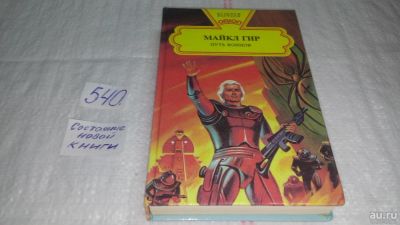 540.
Состояние
новой
книги
МАЙКЛ ГИР
ПУТЬ ВОИНОВ
au.ru